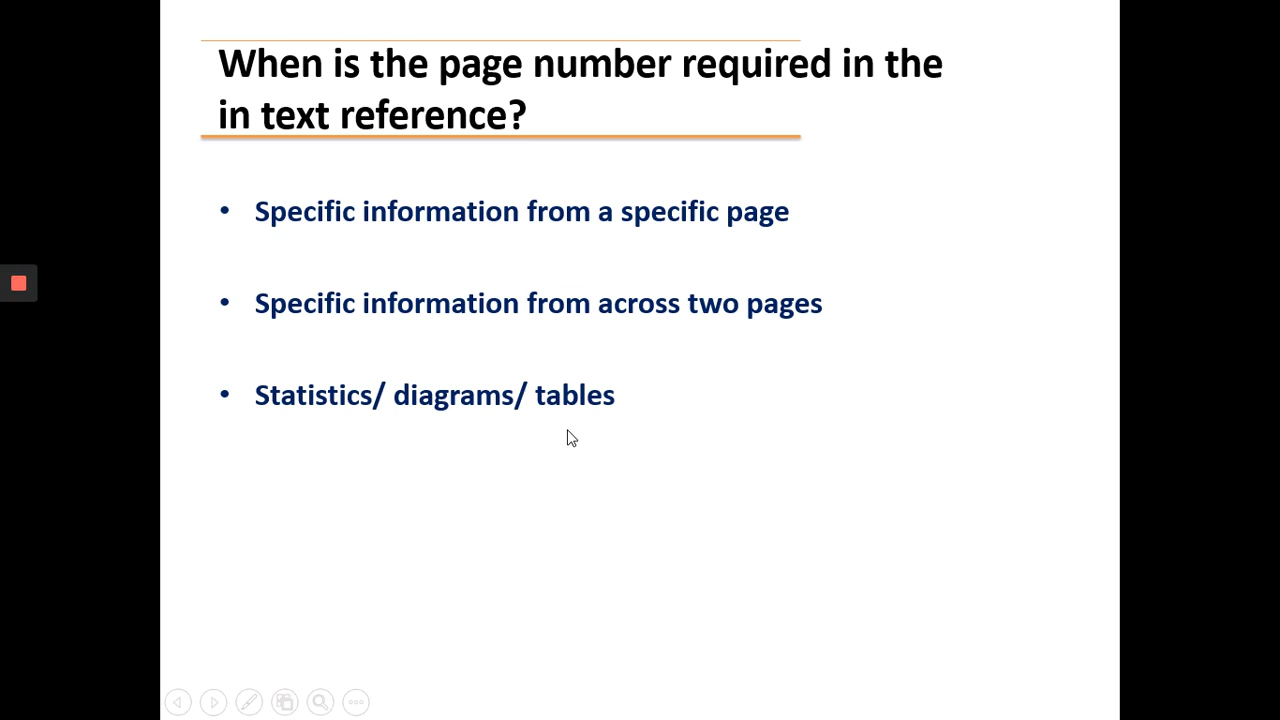 When is the page number required in the
in text reference?
• Specific information from a specific page
• Specific information from across two pages
• Statistics/ diagrams/ tables